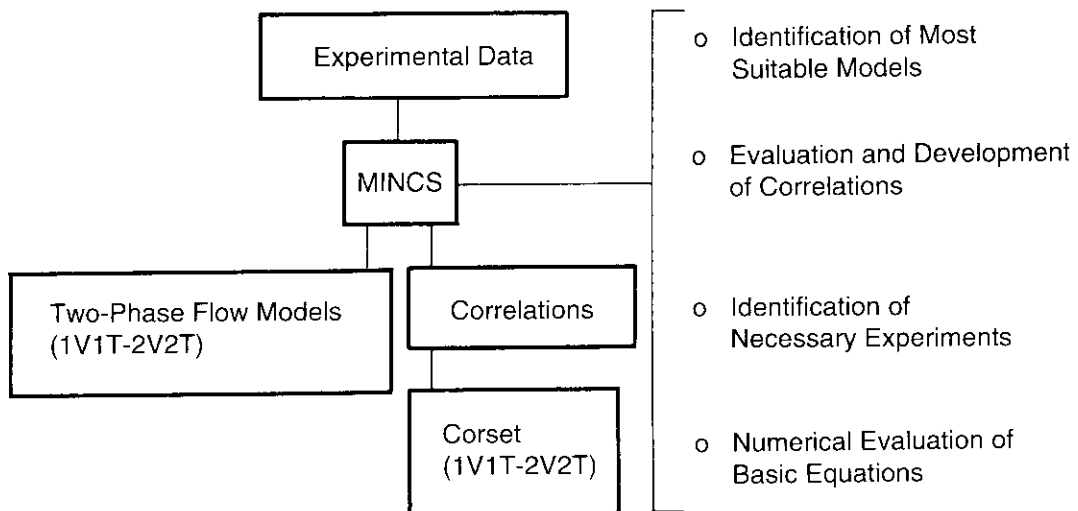 Experimental Data
MINCS
Two-Phase Flow Models
(1V1T-2V2T)
Correlations
Corset
(1V1T-2V2T)
o Identification of Most
Suitable Models
o Evaluation and Development
of Correlations
o Identification of
Necessary Experiments
o Numerical Evaluation of
Basic Equations